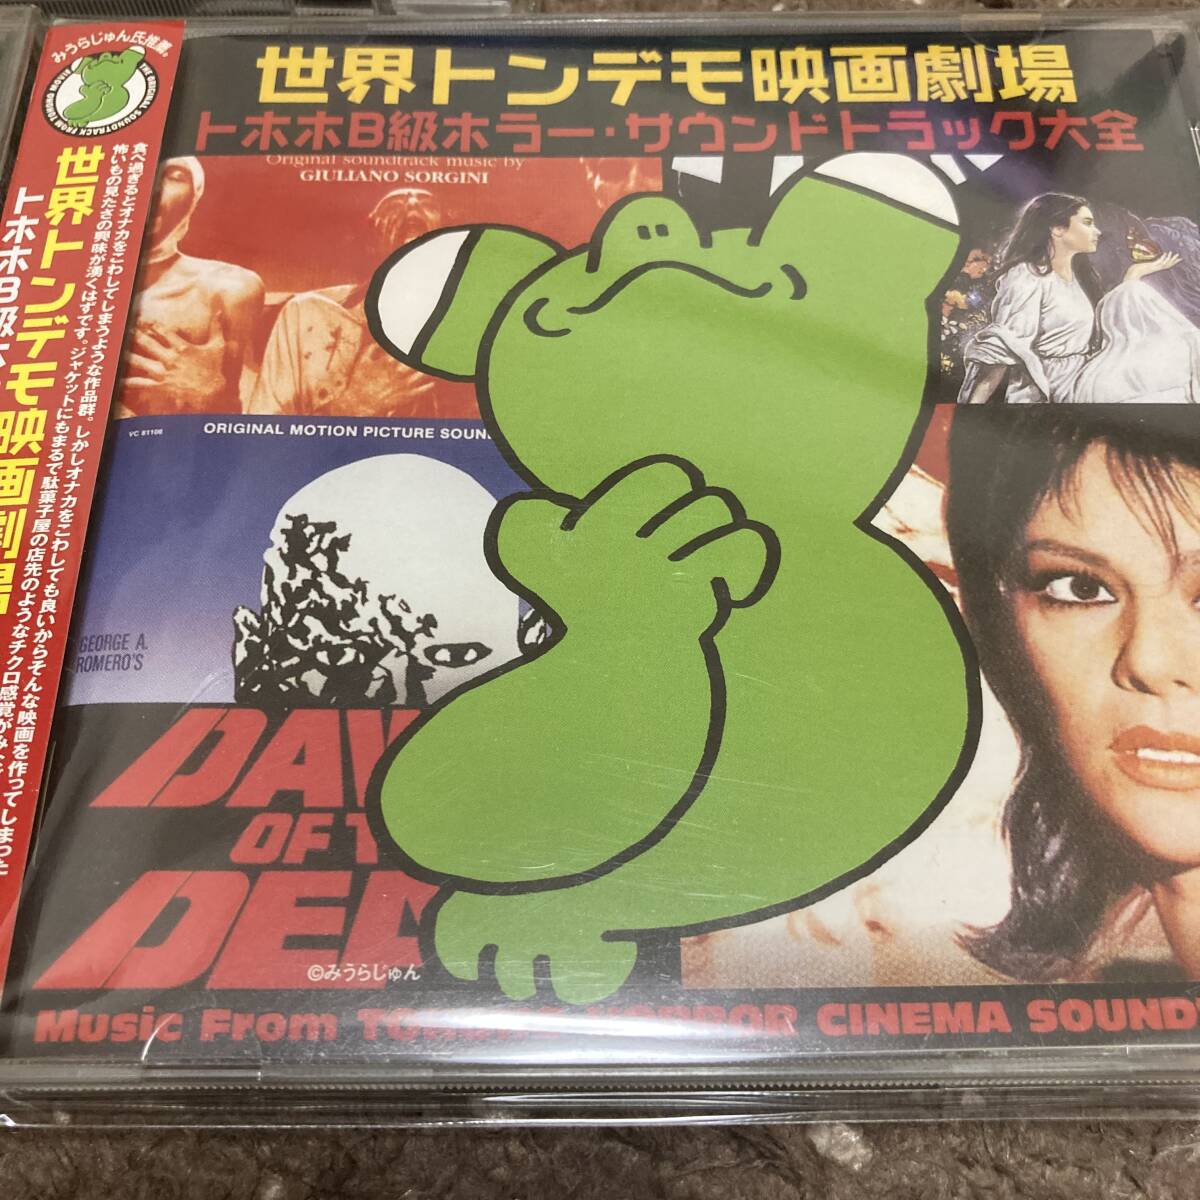 みうらじゅん氏推薦。
THE ORIGINAL SOUNDTRACK FROM TOHOHO MOVIE
世界トンデモ映画劇場
トホホB級ホ
食べ過ぎるとオナカをこわしてしまうような作品群。しかしオナカをこわしても良いからそんな映画を作ってしまった
怖いもの見たさの興味が湧くはずです。ジャケットにもまるで駄菓子屋の店先のようなチクロ感覚がみ
世界トンデモ映画劇場
トホホB級ホラー・サウンドトラック大全
Original soundtrack music by
GIULIANO SORGINI
VC 81106
ORIGINAL MOTION PICTURE SOUN
GEORGE A.
ROMERO'S
DAY
OF T
DEA
©みうらじゅん
Music From HORROR CINEMA SOUND